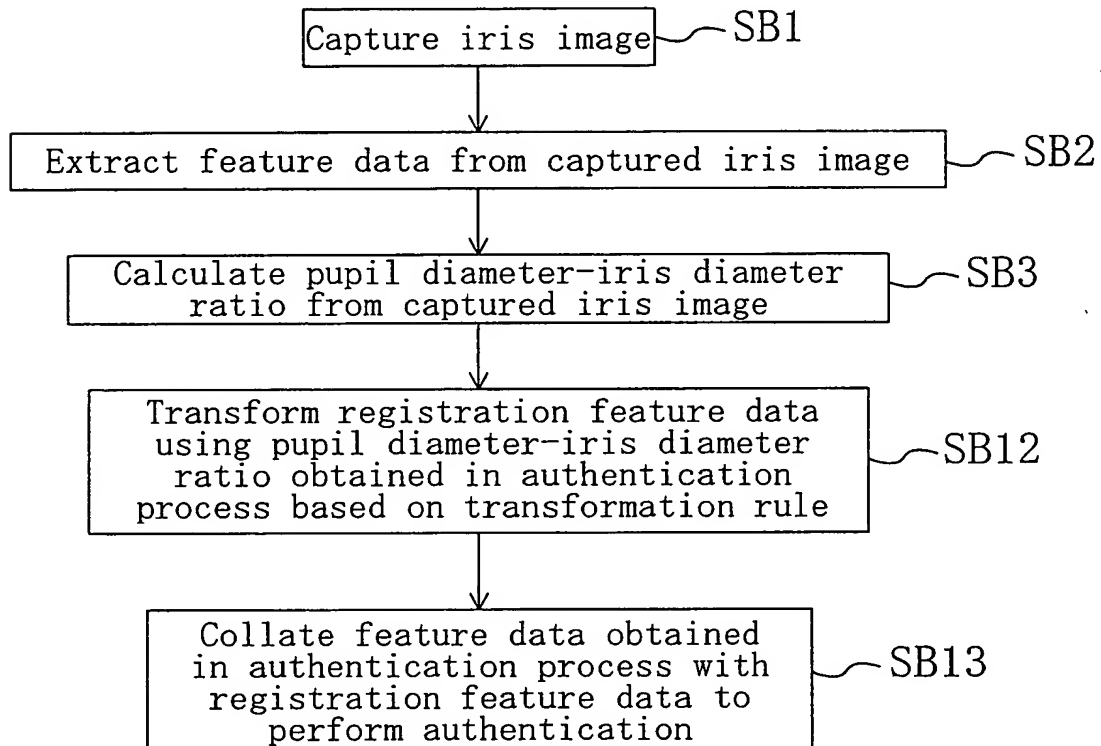 Capture iris image
SB1
Extract feature data from captured iris image
SB2
Calculate pupil diameter-iris diameter
ratio from captured iris image
SB3
Transform registration feature data
using pupil diameter-iris diameter
ratio obtained in authentication
process based on transformation rule
SB12
Collate feature data obtained
in authentication process with
registration feature data to
perform authentication
SB13